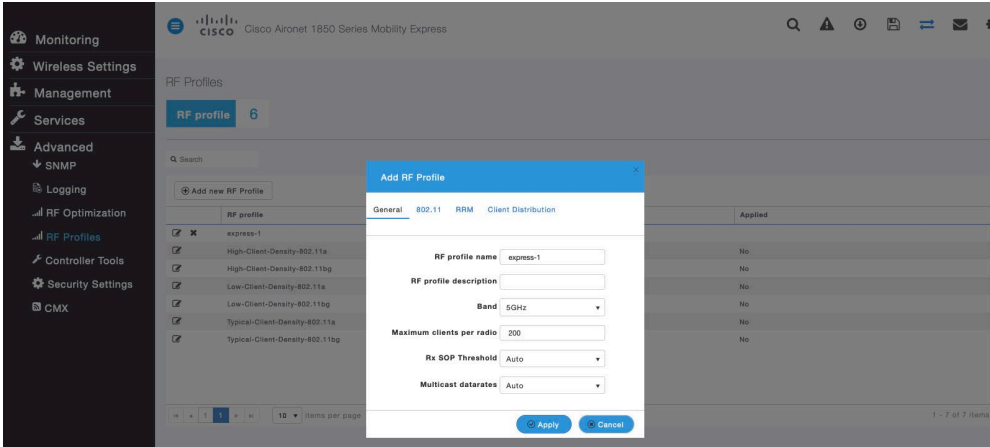 CISCO Cisco Aironet 1850 Series Mobility Express
Monitoring
Wireless Settings
Management
Services
Advanced
SNMP
Logging
RF Optimization
RF Profiles
Controller Tools
Security Settings
CMX
RF Profiles
RF profile 6
Search
Add new RF Profile
RF profile Applied
express-1
High-Client-Density-802.11a No
High-Client-Density-802.11bg No
Low-Client-Density-802.11a No
Low-Client-Density-802.11bg No
Typical-Client-Density-802.11a No
Typical-Client-Density-802.11bg No
1 1 10 items per page
1 - 7 of 7 items
Add RF Profile
General 802.11 RRM Client Distribution
RF profile name express-1
RF profile description
Band 5GHz
Maximum clients per radio 200
Rx SOP Threshold Auto
Multicast datarates Auto
Apply Cancel